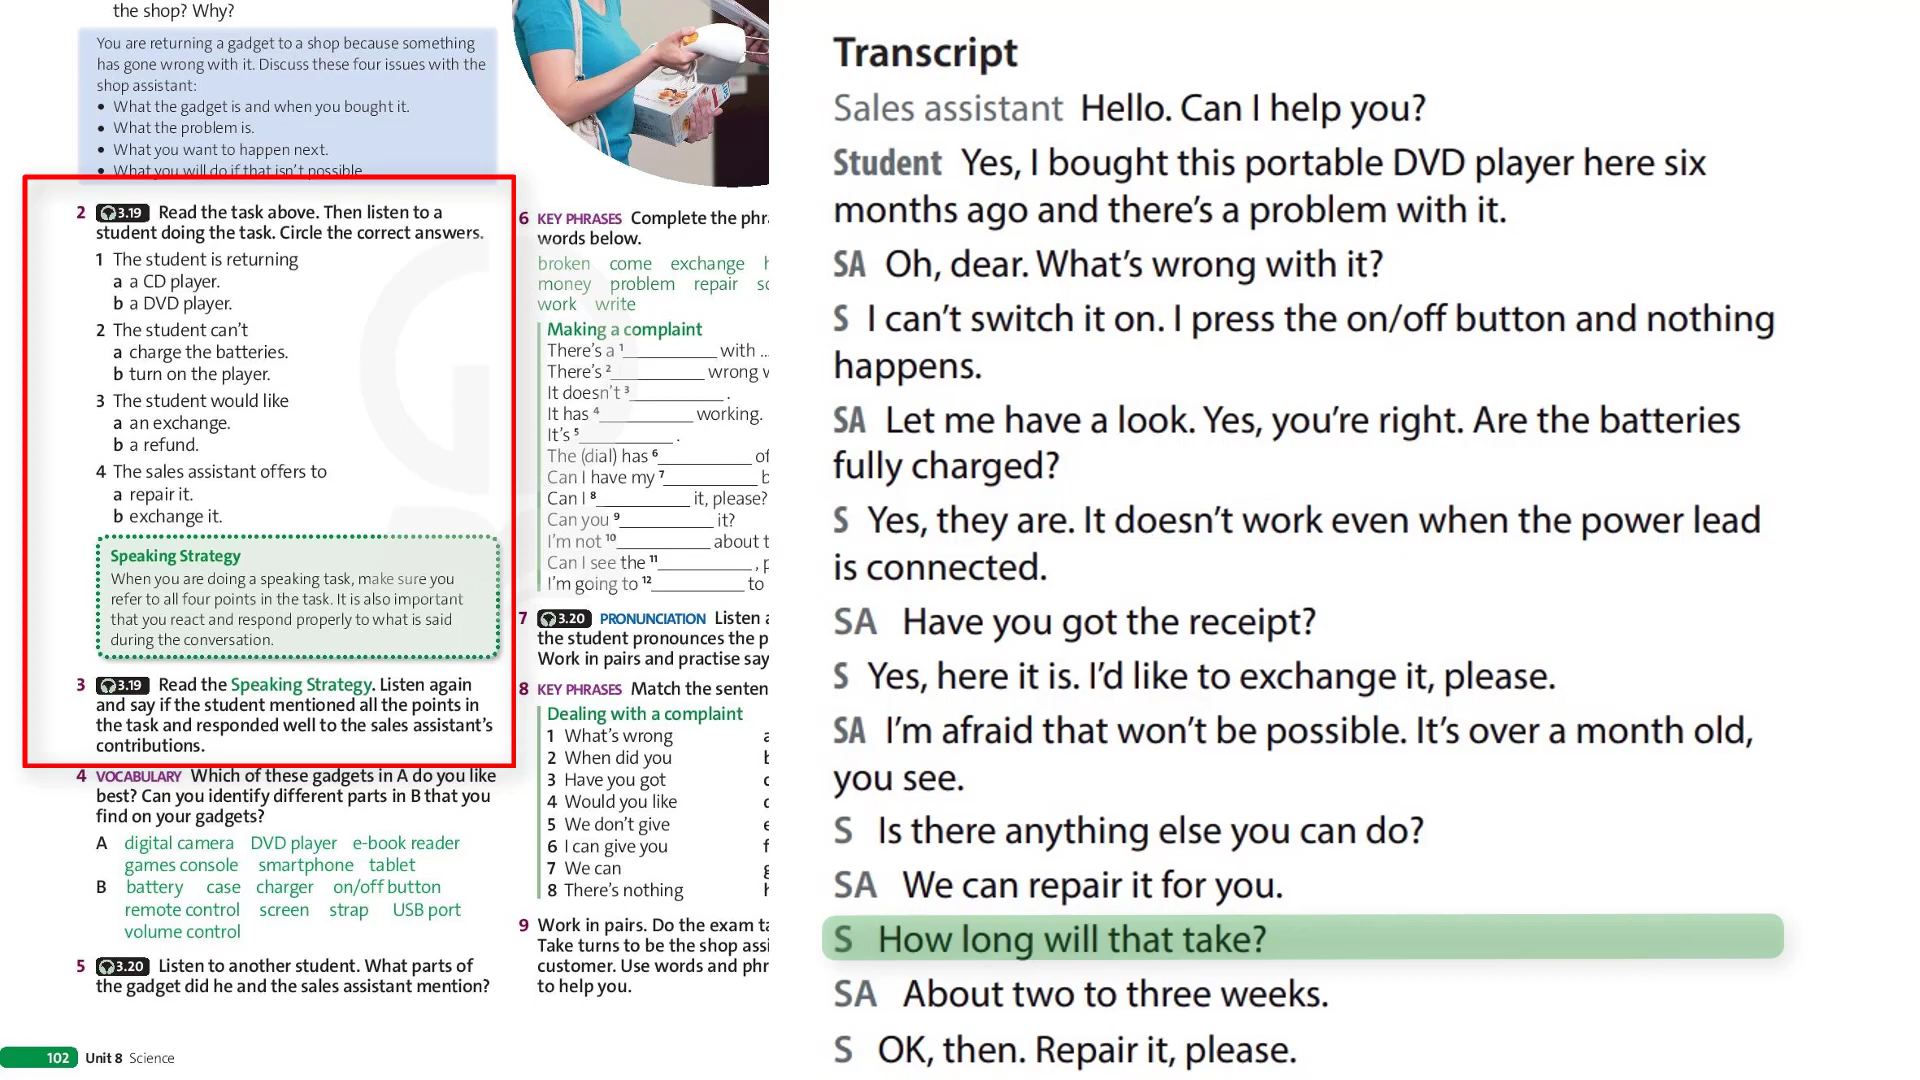 the shop? Why?
You are returning a gadget to a shop because something
has gone wrong with it. Discuss these four issues with the
shop assistant:
• What the gadget is and when you bought it.
• What the problem is.
• What you want to happen next.
• What you will do if that isn't possible
2 3.19 Read the task above. Then listen to a
student doing the task. Circle the correct answers.
1 The student is returning
a a CD player.
b a DVD player.
2 The student can't
a charge the batteries.
b turn on the player.
3 The student would like
a an exchange.
b a refund.
4 The sales assistant offers to
a repair it.
b exchange it.
Speaking Strategy
When you are doing a speaking task, make sure you
refer to all four points in the task. It is also important
that you react and respond properly to what is said
during the conversation.
3 3.19 Read the Speaking Strategy. Listen again
and say if the student mentioned all the points in
the task and responded well to the sales assistant's
contributions.
4 VOCABULARY Which of these gadgets in A do you like
best? Can you identify different parts in B that you
find on your gadgets?
A digital camera DVD player e-book reader
games console smartphone tablet
B battery case charger on/off button
remote control screen strap USB port
volume control
5 3.20 Listen to another student. What parts of
the gadget did he and the sales assistant mention?
102 Unit 8 Science
6 KEY PHRASES Complete the phr
words below.
broken come exchange
money problem repair
work write
Making a complaint
There's a 1__________ with ...
There's 2__________ wrong
It doesn't 3__________ .
It has 4__________ working.
It's 5__________ .
The (dial) has 6__________ of
Can I have my 7__________ b
Can I 8__________ it, please?
Can you 9__________ it?
I'm not 10__________ about t
Can I see the 11__________ , p
I'm going to 12__________ to
7 3.20 PRONUNCIATION Listen a
the student pronounces the p
Work in pairs and practise say
8 KEY PHRASES Match the senten
Dealing with a complaint
1 What's wrong
2 When did you
3 Have you got
4 Would you like
5 We don't give
6 I can give you
7 We can
8 There's nothing
9 Work in pairs. Do the exam ta
Take turns to be the shop assi
customer. Use words and phr
to help you.
Transcript
Sales assistant Hello. Can I help you?
Student Yes, I bought this portable DVD player here six
months ago and there's a problem with it.
SA Oh, dear. What's wrong with it?
S I can't switch it on. I press the on/off button and nothing
happens.
SA Let me have a look. Yes, you're right. Are the batteries
fully charged?
S Yes, they are. It doesn't work even when the power lead
is connected.
SA Have you got the receipt?
S Yes, here it is. I'd like to exchange it, please.
SA I'm afraid that won't be possible. It's over a month old,
you see.
S Is there anything else you can do?
SA We can repair it for you.
S How long will that take?
SA About two to three weeks.
S OK, then. Repair it, please.